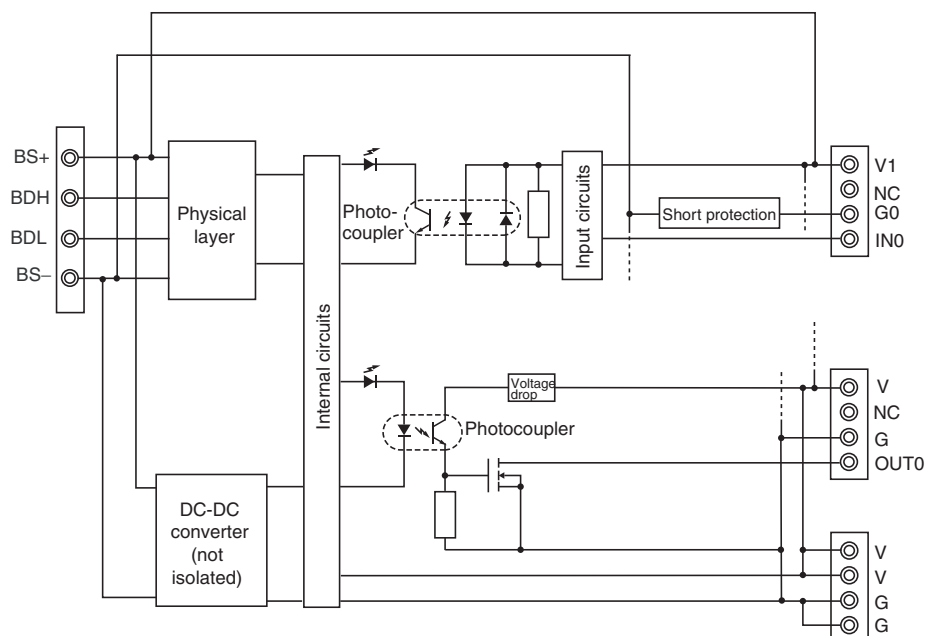 BS+
BDH
BDL
BS−
Physical
layer
Internal circuits
Photo-
coupler
Input circuits
Short protection
V1
NC
G0
IN0
Voltage
drop
Photocoupler
V
NC
G
OUT0
DC-DC
converter
(not
isolated)
V
V
G
G